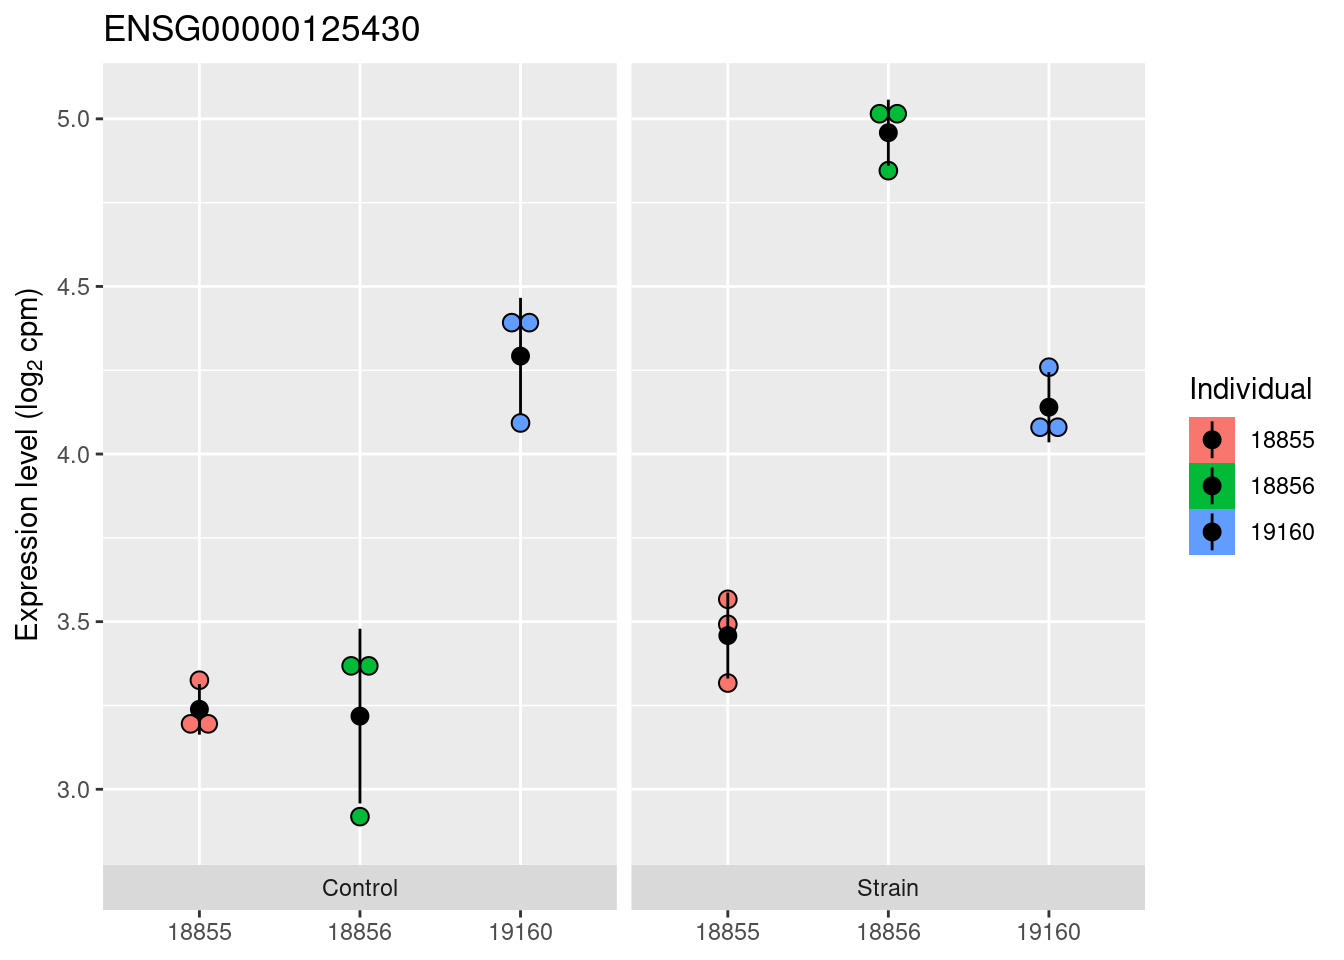 ENSG00000125430
Expression level (log₂ cpm)
5.0
4.5
4.0
3.5
3.0
Control
Strain
18855
18856
19160
18855
18856
19160
Individual
18855
18856
19160